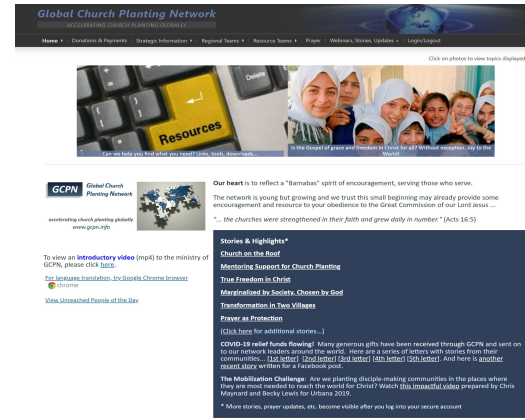 Global Church Planting Network
ACCELERATING CHURCH PLANTING GLOBALLY
Home Donations & Payments Strategic Information Regional Teams Resource Teams Prayer Webinars, Stories, Updates Login/Logout
Click on photos to view topics displayed
Delete
Resources
Can we help you find what you need? Links, tools, downloads...
Is the Gospel of grace and freedom in Christ for all? Without exception. Joy to the
World!
GCPN
Global Church
Planting Network
accelerating church planting globally
www.gcpn.info
To view an introductory video (mp4) to the ministry of
GCPN, please click here.
For language translation, try Google Chrome browser
chrome
View Unreached People of the Day
Our heart is to reflect a "Barnabas" spirit of encouragement, serving those who serve.
The network is young but growing and we trust this small beginning may already provide some
encouragement and resource to your obedience to the Great Commission of our Lord Jesus ...
"... the churches were strengthened in their faith and grew daily in number." (Acts 16:5)
Stories & Highlights*
Church on the Roof
Mentoring Support for Church Planting
True Freedom in Christ
Marginalized by Society, Chosen by God
Transformation in Two Villages
Prayer as Protection
(Click here for additional stories...)
COVID-19 relief funds flowing! Many generous gifts have been received through GCPN and sent on
to our network leaders around the world. Here are a series of letters with stories from their
communities... [1st letter] [2nd letter] [3rd letter] [4th letter] [5th letter]. And here is another
recent story written for a Facebook post.
The Mobilization Challenge: Are we planting disciple-making communities in the places where
they are most needed to reach the world for Christ? Watch this impactful video prepared by Chris
Maynard and Becky Lewis for Urbana 2019.
* More stories, prayer updates, etc. become visible after you log into your secure account